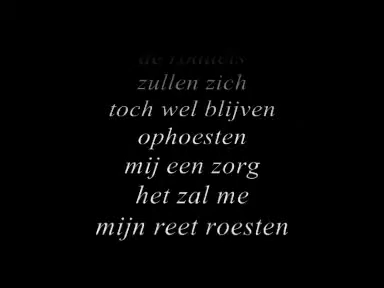 zullen zich
toch wel blijven
ophoesten
mij een zorg
het zal me
mijn reet roesten